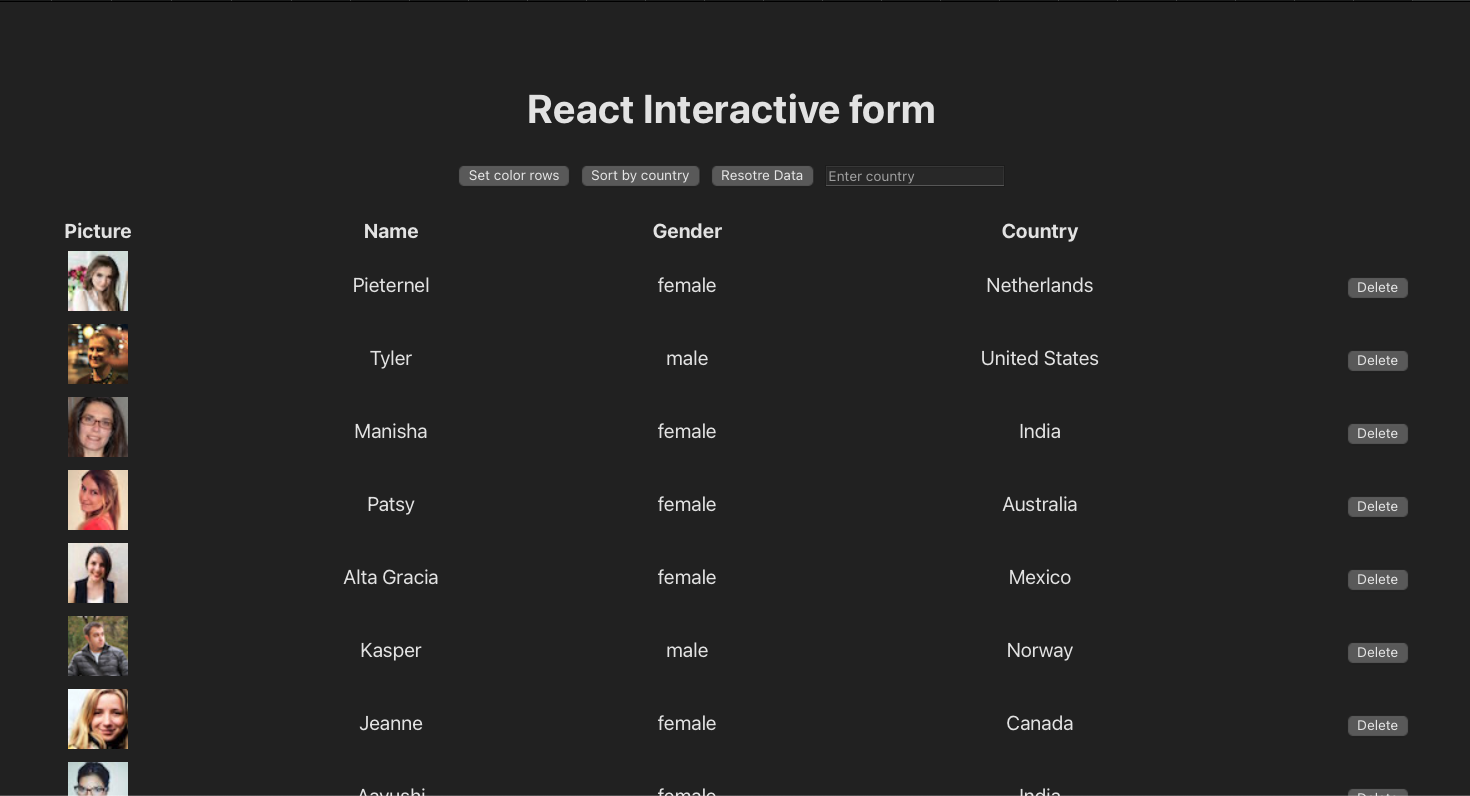 React Interactive form
Set color rows Sort by country Resotre Data Enter country
Picture Name Gender Country
Pieternel female Netherlands Delete
Tyler male United States Delete
Manisha female India Delete
Patsy female Australia Delete
Alta Gracia female Mexico Delete
Kasper male Norway Delete
Jeanne female Canada Delete
Aayushi female India Delete